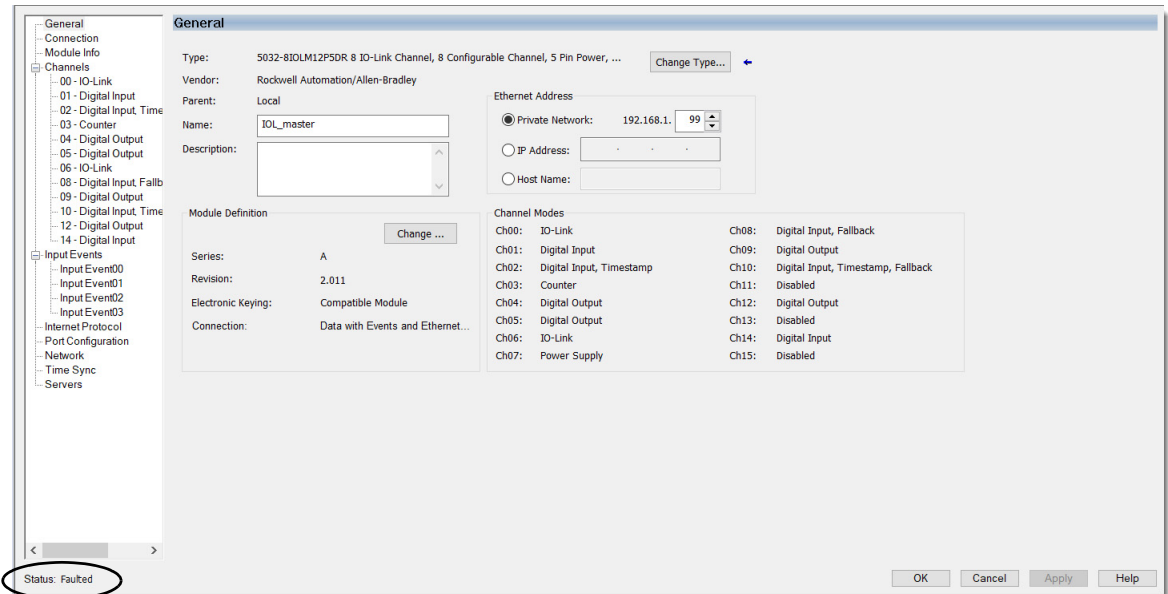 General
Connection
Module Info
Channels
00 - IO-Link
01 - Digital Input
02 - Digital Input, Time
03 - Counter
04 - Digital Output
05 - Digital Output
06 - IO-Link
08 - Digital Input, Fallb
09 - Digital Output
10 - Digital Input, Time
12 - Digital Output
14 - Digital Input
Input Events
Input Event00
Input Event01
Input Event02
Input Event03
Internet Protocol
Port Configuration
Network
Time Sync
Servers
General
Type: 5032-8IOLM12P5DR 8 IO-Link Channel, 8 Configurable Channel, 5 Pin Power, ... Change Type...
Vendor: Rockwell Automation/Allen-Bradley
Parent: Local
Name: IOL_master
Description:
Ethernet Address
Private Network: 192.168.1. 99
IP Address: . . .
Host Name:
Module Definition
Change ...
Series: A
Revision: 2.011
Electronic Keying: Compatible Module
Connection: Data with Events and Ethernet...
Channel Modes
Ch00: IO-Link Ch08: Digital Input, Fallback
Ch01: Digital Input Ch09: Digital Output
Ch02: Digital Input, Timestamp Ch10: Digital Input, Timestamp, Fallback
Ch03: Counter Ch11: Disabled
Ch04: Digital Output Ch12: Digital Output
Ch05: Digital Output Ch13: Disabled
Ch06: IO-Link Ch14: Digital Input
Ch07: Power Supply Ch15: Disabled
Status: Faulted
OK Cancel Apply Help